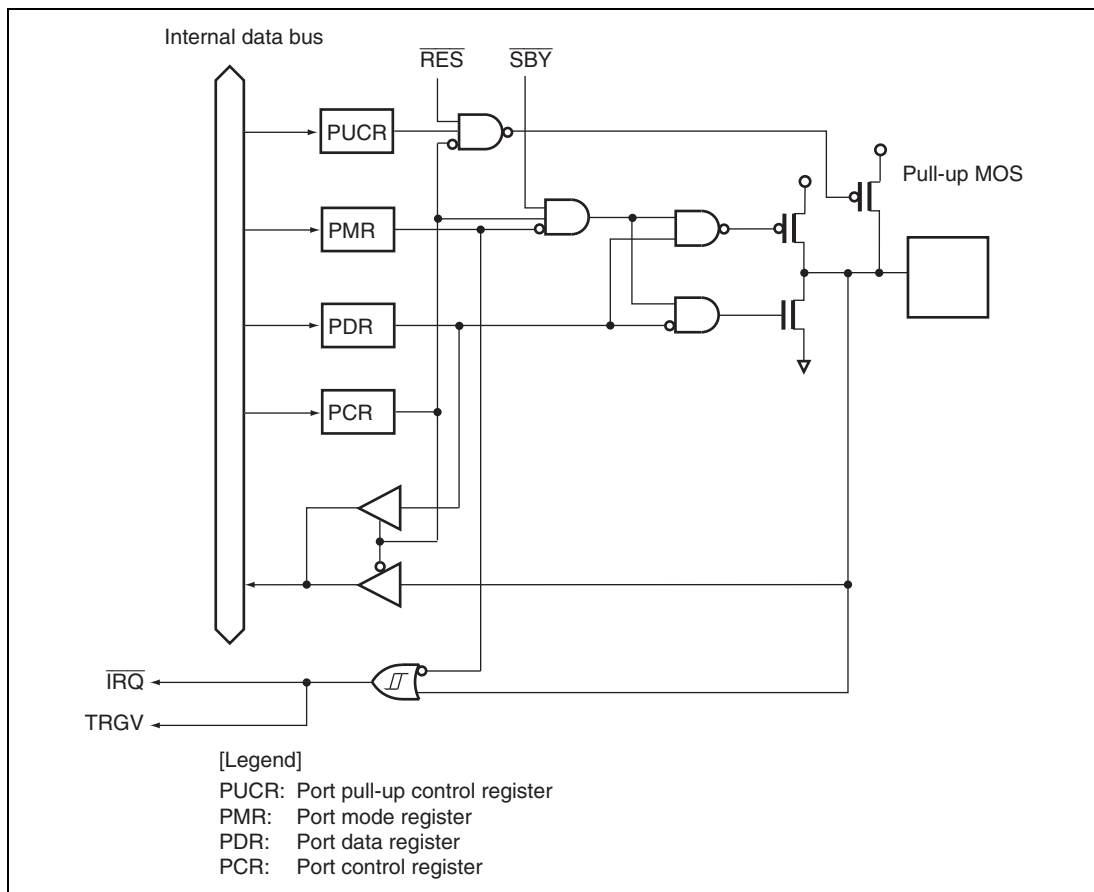 Internal data bus
RES
SBY
PUCR
Pull-up MOS
PMR
PDR
PCR
IRQ
TRGV
[Legend]
PUCR: Port pull-up control register
PMR: Port mode register
PDR: Port data register
PCR: Port control register